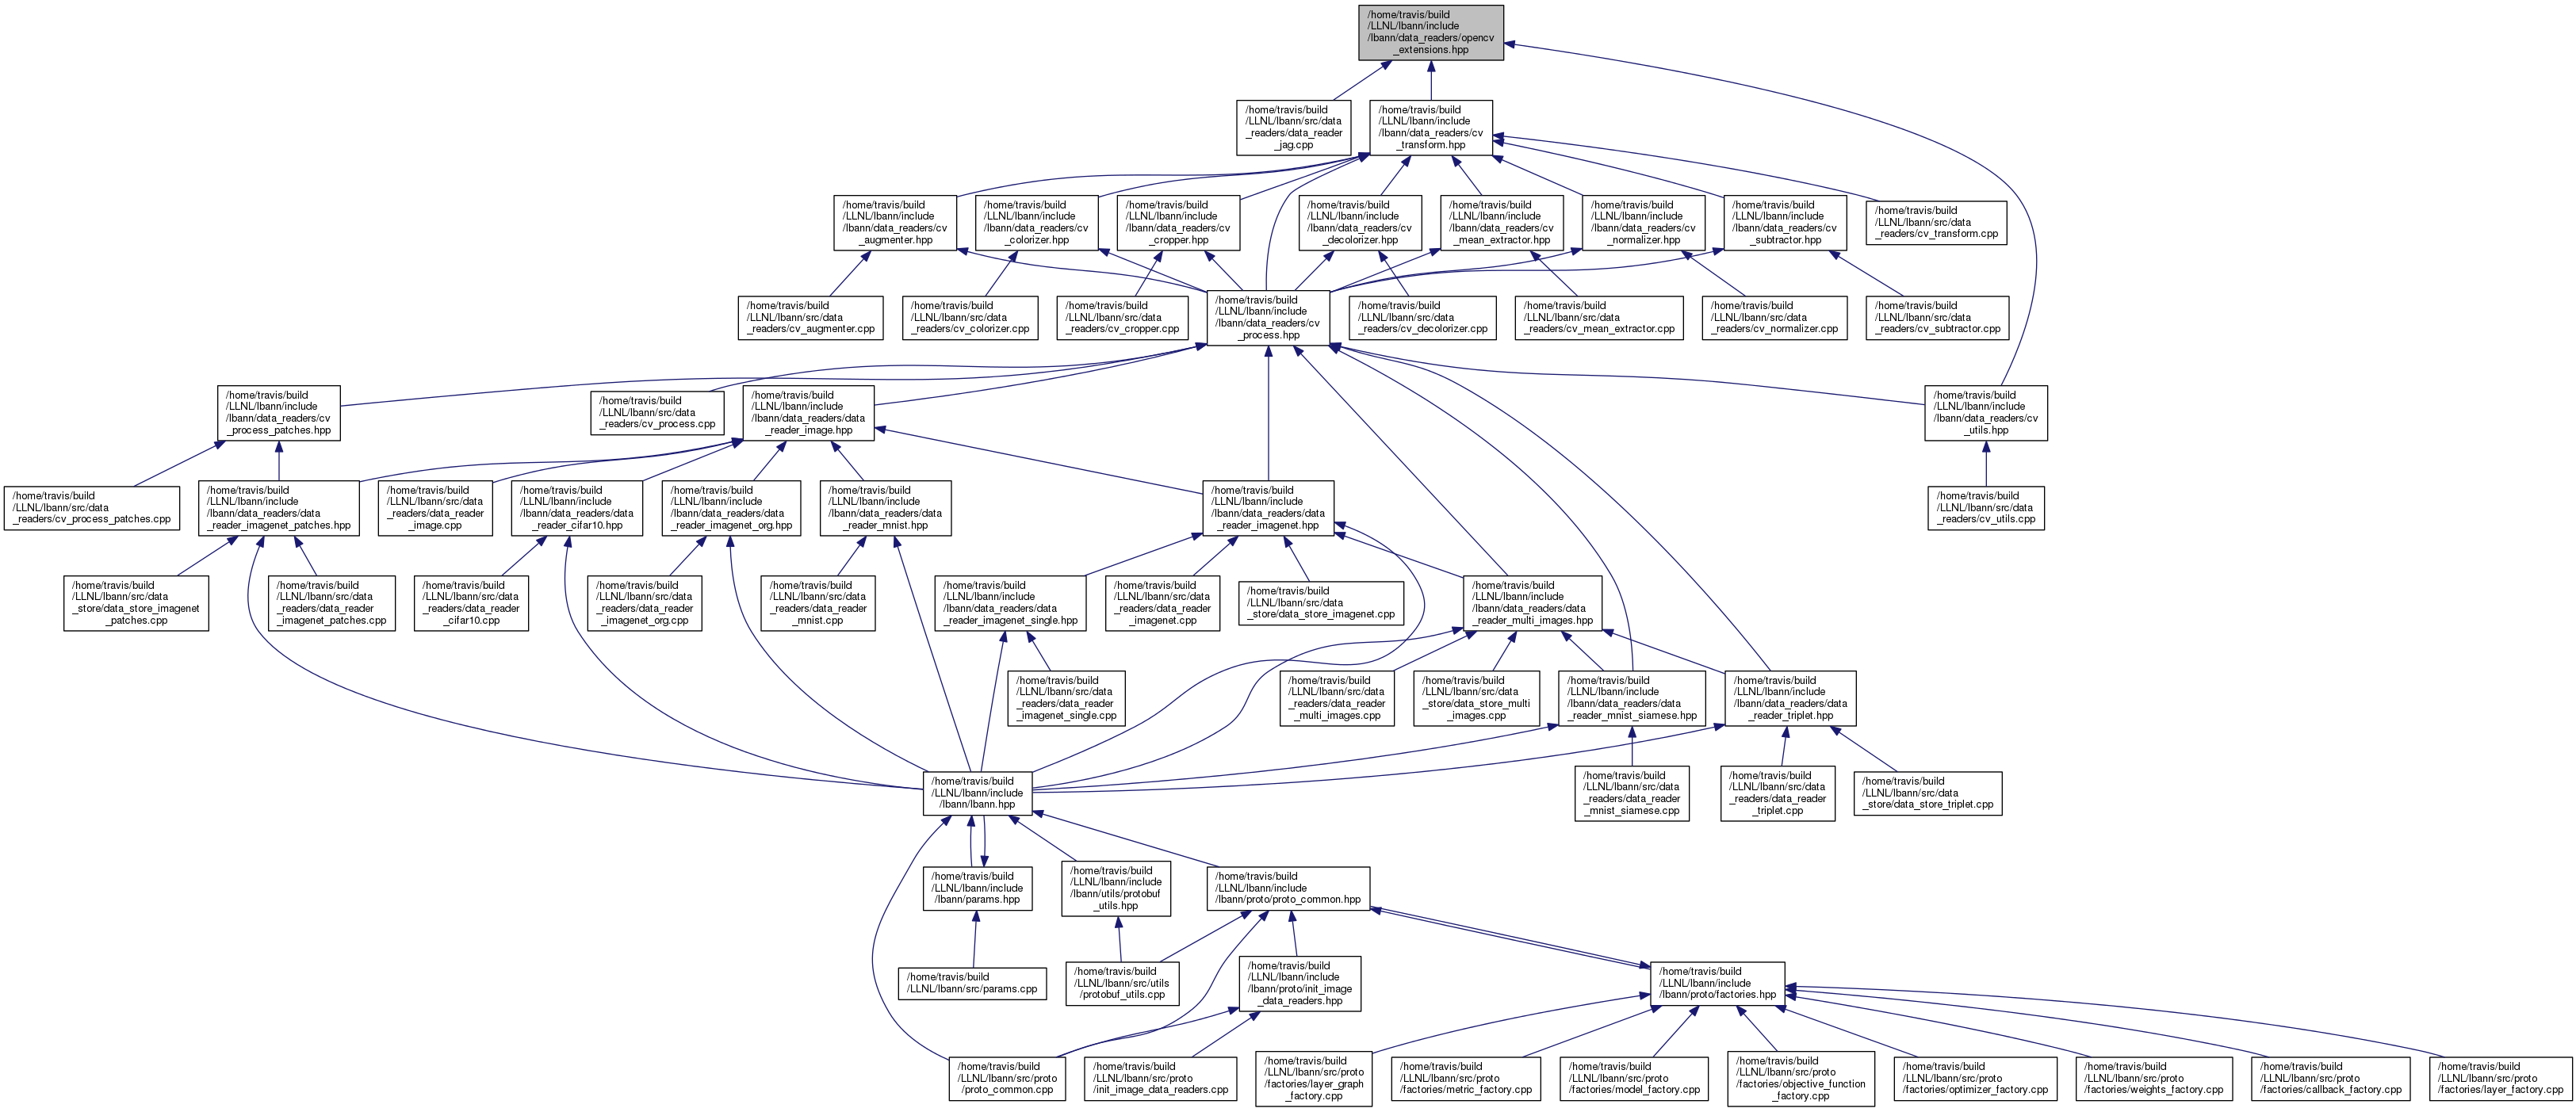 /home/travis/build
/LLNL/lbann/include
/lbann/data_readers/opencv
_extensions.hpp
/home/travis/build
/LLNL/lbann/src/data
_readers/data_reader
_jag.cpp
/home/travis/build
/LLNL/lbann/include
/lbann/data_readers/cv
_transform.hpp
/home/travis/build
/LLNL/lbann/include
/lbann/data_readers/cv
_augmenter.hpp
/home/travis/build
/LLNL/lbann/include
/lbann/data_readers/cv
_colorizer.hpp
/home/travis/build
/LLNL/lbann/include
/lbann/data_readers/cv
_cropper.hpp
/home/travis/build
/LLNL/lbann/include
/lbann/data_readers/cv
_decolorizer.hpp
/home/travis/build
/LLNL/lbann/include
/lbann/data_readers/cv
_mean_extractor.hpp
/home/travis/build
/LLNL/lbann/include
/lbann/data_readers/cv
_normalizer.hpp
/home/travis/build
/LLNL/lbann/include
/lbann/data_readers/cv
_subtractor.hpp
/home/travis/build
/LLNL/lbann/src/data
_readers/cv_transform.cpp
/home/travis/build
/LLNL/lbann/src/data
_readers/cv_augmenter.cpp
/home/travis/build
/LLNL/lbann/src/data
_readers/cv_colorizer.cpp
/home/travis/build
/LLNL/lbann/src/data
_readers/cv_cropper.cpp
/home/travis/build
/LLNL/lbann/include
/lbann/data_readers/cv
_process.hpp
/home/travis/build
/LLNL/lbann/src/data
_readers/cv_decolorizer.cpp
/home/travis/build
/LLNL/lbann/src/data
_readers/cv_mean_extractor.cpp
/home/travis/build
/LLNL/lbann/src/data
_readers/cv_normalizer.cpp
/home/travis/build
/LLNL/lbann/src/data
_readers/cv_subtractor.cpp
/home/travis/build
/LLNL/lbann/include
/lbann/data_readers/cv
_process_patches.hpp
/home/travis/build
/LLNL/lbann/src/data
_readers/cv_process.cpp
/home/travis/build
/LLNL/lbann/include
/lbann/data_readers/data
_reader_image.hpp
/home/travis/build
/LLNL/lbann/include
/lbann/data_readers/cv
_utils.hpp
/home/travis/build
/LLNL/lbann/src/data
_readers/cv_process_patches.cpp
/home/travis/build
/LLNL/lbann/include
/lbann/data_readers/data
_reader_imagenet_patches.hpp
/home/travis/build
/LLNL/lbann/src/data
_readers/data_reader
_image.cpp
/home/travis/build
/LLNL/lbann/include
/lbann/data_readers/data
_reader_cifar10.hpp
/home/travis/build
/LLNL/lbann/include
/lbann/data_readers/data
_reader_imagenet_org.hpp
/home/travis/build
/LLNL/lbann/include
/lbann/data_readers/data
_reader_mnist.hpp
/home/travis/build
/LLNL/lbann/include
/lbann/data_readers/data
_reader_imagenet.hpp
/home/travis/build
/LLNL/lbann/src/data
_readers/cv_utils.cpp
/home/travis/build
/LLNL/lbann/src/data
_store/data_store_imagenet
_patches.cpp
/home/travis/build
/LLNL/lbann/src/data
_readers/data_reader
_imagenet_patches.cpp
/home/travis/build
/LLNL/lbann/src/data
_readers/data_reader
_cifar10.cpp
/home/travis/build
/LLNL/lbann/src/data
_readers/data_reader
_imagenet_org.cpp
/home/travis/build
/LLNL/lbann/src/data
_readers/data_reader
_mnist.cpp
/home/travis/build
/LLNL/lbann/include
/lbann/data_readers/data
_reader_imagenet_single.hpp
/home/travis/build
/LLNL/lbann/src/data
_readers/data_reader
_imagenet.cpp
/home/travis/build
/LLNL/lbann/src/data
_store/data_store_imagenet.cpp
/home/travis/build
/LLNL/lbann/include
/lbann/data_readers/data
_reader_multi_images.hpp
/home/travis/build
/LLNL/lbann/src/data
_readers/data_reader
_imagenet_single.cpp
/home/travis/build
/LLNL/lbann/src/data
_readers/data_reader
_multi_images.cpp
/home/travis/build
/LLNL/lbann/src/data
_store/data_store_multi
_images.cpp
/home/travis/build
/LLNL/lbann/include
/lbann/data_readers/data
_reader_mnist_siamese.hpp
/home/travis/build
/LLNL/lbann/include
/lbann/data_readers/data
_reader_triplet.hpp
/home/travis/build
/LLNL/lbann/include
/lbann/lbann.hpp
/home/travis/build
/LLNL/lbann/src/data
_readers/data_reader
_mnist_siamese.cpp
/home/travis/build
/LLNL/lbann/src/data
_readers/data_reader
_triplet.cpp
/home/travis/build
/LLNL/lbann/src/data
_store/data_store_triplet.cpp
/home/travis/build
/LLNL/lbann/include
/lbann/params.hpp
/home/travis/build
/LLNL/lbann/include
/lbann/utils/protobuf
_utils.hpp
/home/travis/build
/LLNL/lbann/include
/lbann/proto/proto_common.hpp
/home/travis/build
/LLNL/lbann/src/params.cpp
/home/travis/build
/LLNL/lbann/src/utils
/protobuf_utils.cpp
/home/travis/build
/LLNL/lbann/include
/lbann/proto/init_image
_data_readers.hpp
/home/travis/build
/LLNL/lbann/include
/lbann/proto/factories.hpp
/home/travis/build
/LLNL/lbann/src/proto
/proto_common.cpp
/home/travis/build
/LLNL/lbann/src/proto
/init_image_data_readers.cpp
/home/travis/build
/LLNL/lbann/src/proto
/factories/layer_graph
_factory.cpp
/home/travis/build
/LLNL/lbann/src/proto
/factories/metric_factory.cpp
/home/travis/build
/LLNL/lbann/src/proto
/factories/model_factory.cpp
/home/travis/build
/LLNL/lbann/src/proto
/factories/objective_function
_factory.cpp
/home/travis/build
/LLNL/lbann/src/proto
/factories/optimizer_factory.cpp
/home/travis/build
/LLNL/lbann/src/proto
/factories/weights_factory.cpp
/home/travis/build
/LLNL/lbann/src/proto
/factories/callback_factory.cpp
/home/travis/build
/LLNL/lbann/src/proto
/factories/layer_factory.cpp